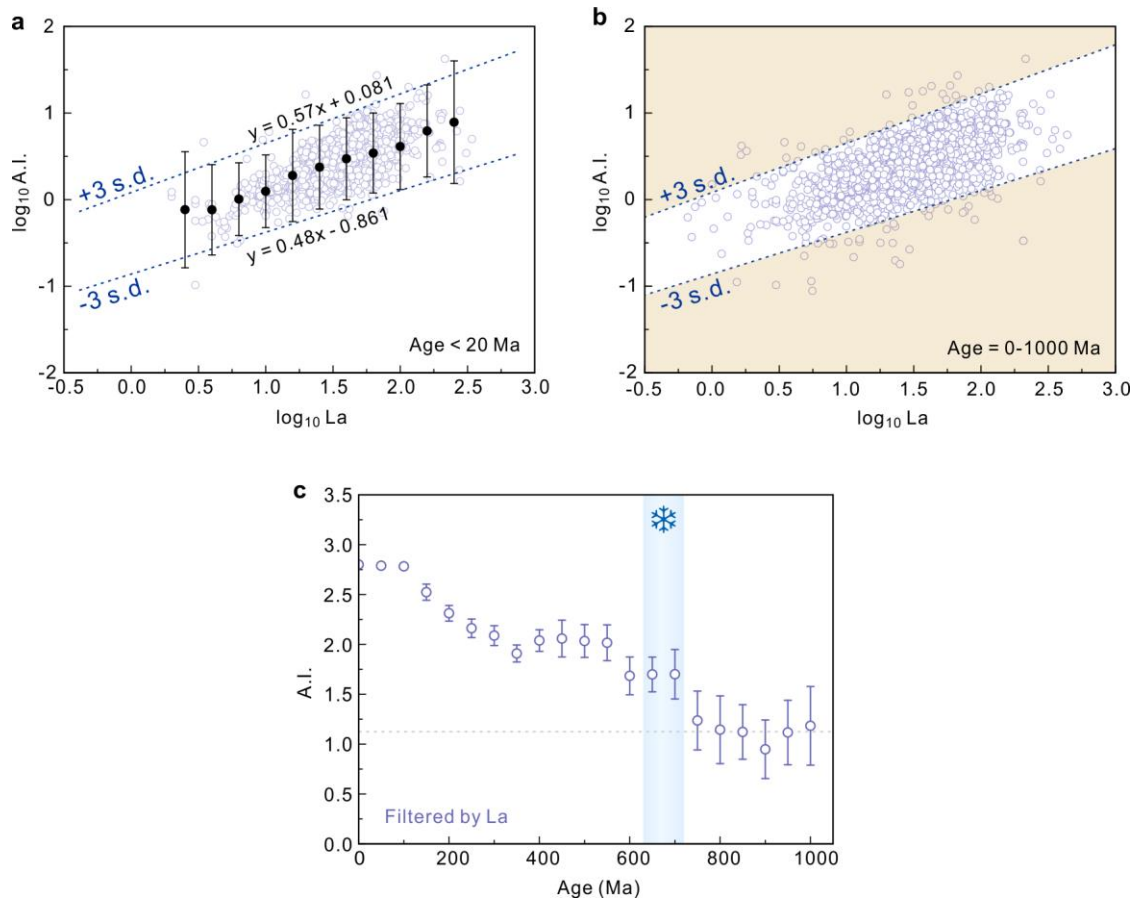 a
2
1
0
-1
-2
log₁₀ A.I.
+3 s.d.
-3 s.d.
y = 0.57x + 0.081
y = 0.48x - 0.861
Age < 20 Ma
-0.5 0.0 0.5 1.0 1.5 2.0 2.5 3.0
log₁₀ La
b
2
1
0
-1
-2
log₁₀ A.I.
+3 s.d.
-3 s.d.
Age = 0-1000 Ma
-0.5 0.0 0.5 1.0 1.5 2.0 2.5 3.0
log₁₀ La
c
3.5
3.0
2.5
2.0
1.5
1.0
0.5
0.0
A.I.
Filtered by La
0 200 400 600 800 1000
Age (Ma)